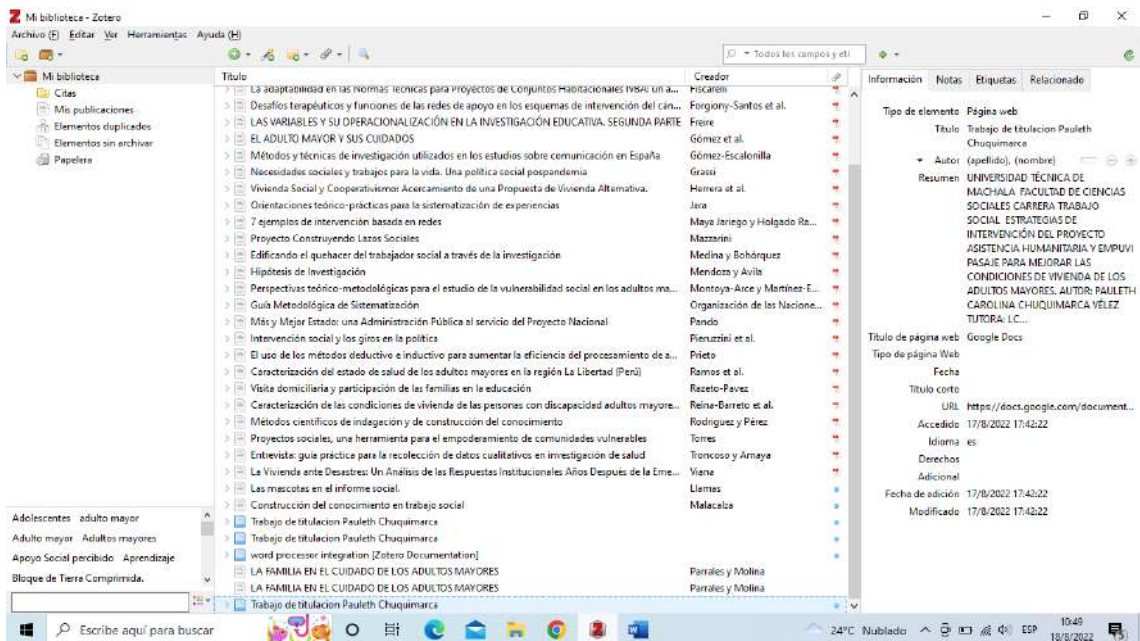 Mi biblioteca - Zotero
Archivo (F) Editar Ver Herramientas Ayuda (H)
Todos los campos y eti
Mi biblioteca
Citas
Mis publicaciones
Elementos duplicados
Elementos sin archivar
Papelera
Título Creador
La adaptabilidad en las Normas Técnicas para Proyectos de Conjuntos Habitacionales IVBA: un a... Fiscarelli
Desafíos terapéuticos y funciones de las redes de apoyo en los esquemas de intervención del cán... Forgiony-Santos et al.
LAS VARIABLES Y SU OPERACIONALIZACIÓN EN LA INVESTIGACIÓN EDUCATIVA. SEGUNDA PARTE Freire
EL ADULTO MAYOR Y SUS CUIDADOS Gómez et al.
Métodos y técnicas de investigación utilizados en los estudios sobre comunicación en España Gómez-Escalonilla
Necesidades sociales y trabajos para la vida. Una política social pospandemia Grassi
Vivienda Social y Cooperativismo: Acercamiento de una Propuesta de Vivienda Alternativa. Herrera et al.
Orientaciones teórico-prácticas para la sistematización de experiencias Jara
7 ejemplos de intervención basada en redes Maya Jariego y Holgado Ra...
Proyecto Construyendo Lazos Sociales Mazzarini
Edificando el quehacer del trabajador social a través de la investigación Medina y Bohórquez
Hipótesis de Investigación Mendoza y Avila
Perspectivas teórico-metodológicas para el estudio de la vulnerabilidad social en los adultos ma... Montoya-Arce y Martínez-E...
Guía Metodológica de Sistematización Organización de las Nacione...
Más y Mejor Estado: una Administración Pública al servicio del Proyecto Nacional Pando
Intervención social y los giros en la política Pieruzzini et al.
El uso de los métodos deductivo e inductivo para aumentar la eficiencia del procesamiento de a... Prieto
Caracterización del estado de salud de los adultos mayores en la región La Libertad (Perú) Ramos et al.
Visita domiciliaria y participación de las familias en la educación Razeto-Pavez
Caracterización de las condiciones de vivienda de las personas con discapacidad adultos mayore... Reina-Barreto et al.
Métodos científicos de indagación y de construcción del conocimiento Rodríguez y Pérez
Proyectos sociales, una herramienta para el empoderamiento de comunidades vulnerables Torres
Entrevista: guía práctica para la recolección de datos cualitativos en investigación de salud Troncoso y Amaya
La Vivienda ante Desastres: Un Análisis de las Respuestas Institucionales Años Después de la Eme... Viana
Las mascotas en el informe social. Llamas
Construcción del conocimiento en trabajo social Malacalza
Trabajo de titulacion Pauleth Chuquimarca
Trabajo de titulacion Pauleth Chuquimarca
word processor integration [Zotero Documentation]
LA FAMILIA EN EL CUIDADO DE LOS ADULTOS MAYORES Parrales y Molina
LA FAMILIA EN EL CUIDADO DE LOS ADULTOS MAYORES Parrales y Molina
Trabajo de titulacion Pauleth Chuquimarca
Adolescentes adulto mayor
Adulto mayor Adultos mayores
Apoyo Social percibido Aprendizaje
Bloque de Tierra Comprimida.
Información Notas Etiquetas Relacionado
Tipo de elemento Página web
Título Trabajo de titulacion Pauleth
Chuquimarca
Autor (apellido), (nombre)
Resumen UNIVERSIDAD TÉCNICA DE
MACHALA FACULTAD DE CIENCIAS
SOCIALES CARRERA TRABAJO
SOCIAL ESTRATEGIAS DE
INTERVENCIÓN DEL PROYECTO
ASISTENCIA HUMANITARIA Y EMPUVI
PASAJE PARA MEJORAR LAS
CONDICIONES DE VIVIENDA DE LOS
ADULTOS MAYORES. AUTOR: PAULETH
CAROLINA CHUQUIMARCA VÉLEZ
TUTORA: LC...
Título de página web Google Docs
Tipo de página Web
Fecha
Título corto
URL https://docs.google.com/document...
Accedido 17/8/2022 17:42:22
Idioma es
Derechos
Adicional
Fecha de adición 17/8/2022 17:42:22
Modificado 17/8/2022 17:42:22
Escribe aquí para buscar
24°C Nublado ESP 10:49
18/8/2022